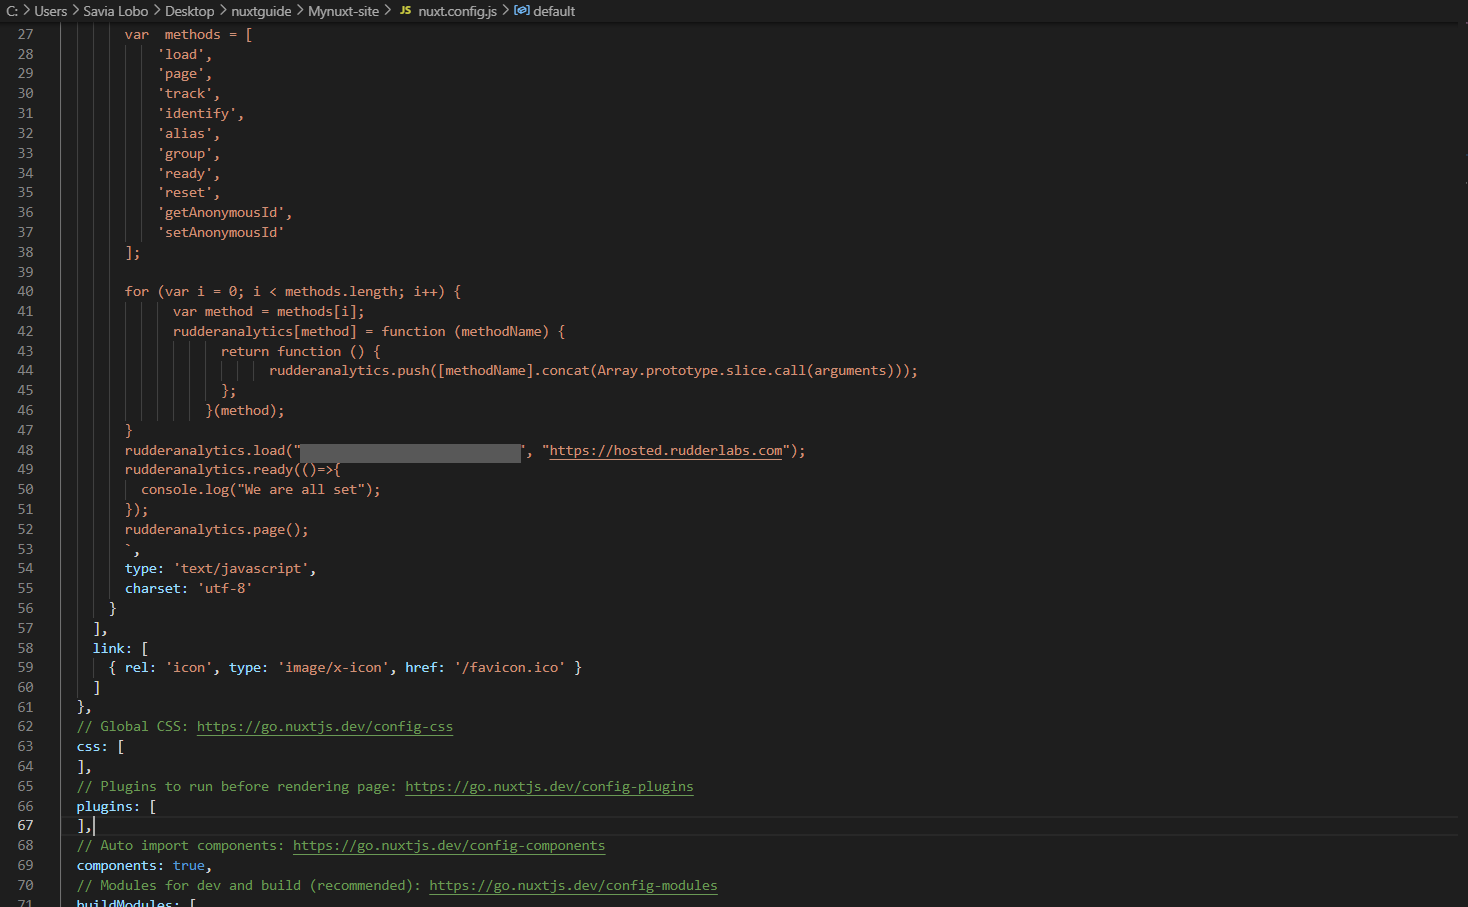 C: > Users > Savia Lobo > Desktop > nuxtguide > Mynuxt-site > JS nuxt.config.js > default
27 var  methods = [
28 'load',
29 'page',
30 'track',
31 'identify',
32 'alias',
33 'group',
34 'ready',
35 'reset',
36 'getAnonymousId',
37 'setAnonymousId'
38 ];
39
40 for (var i = 0; i < methods.length; i++) {
41 var method = methods[i];
42 rudderanalytics[method] = function (methodName) {
43 return function () {
44 rudderanalytics.push([methodName].concat(Array.prototype.slice.call(arguments)));
45 };
46 }(method);
47 }
48 rudderanalytics.load(" ", "https://hosted.rudderlabs.com");
49 rudderanalytics.ready(()=>{
50 console.log("We are all set");
51 });
52 rudderanalytics.page();
53 `,
54 type: 'text/javascript',
55 charset: 'utf-8'
56 }
57 ],
58 link: [
59 { rel: 'icon', type: 'image/x-icon', href: '/favicon.ico' }
60 ]
61 },
62 // Global CSS: https://go.nuxtjs.dev/config-css
63 css: [
64 ],
65 // Plugins to run before rendering page: https://go.nuxtjs.dev/config-plugins
66 plugins: [
67 ],
68 // Auto import components: https://go.nuxtjs.dev/config-components
69 components: true,
70 // Modules for dev and build (recommended): https://go.nuxtjs.dev/config-modules
71 buildModules: [